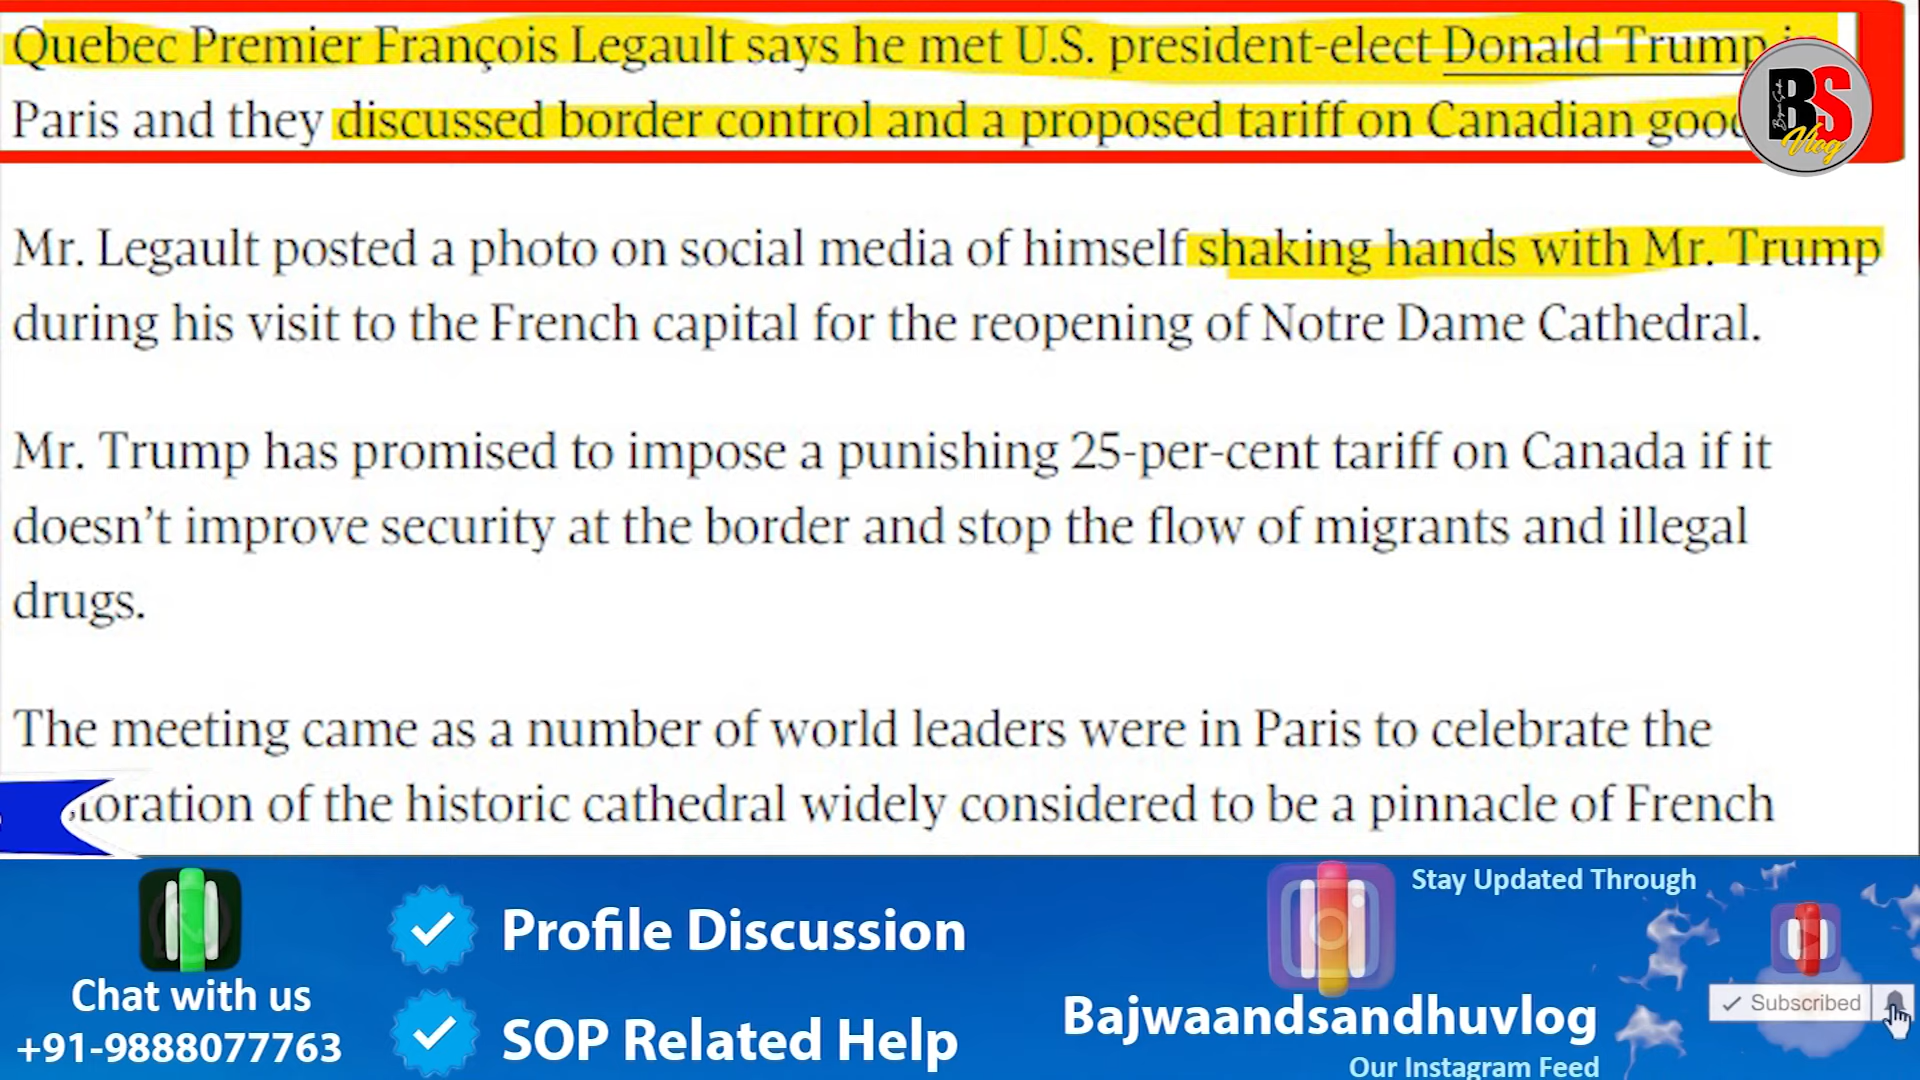 Quebec Premier François Legault says he met U.S. president-elect Donald Trump
Paris and they discussed border control and a proposed tariff on Canadian
BS
Vlog
Mr. Legault posted a photo on social media of himself shaking hands with Mr. Trump
during his visit to the French capital for the reopening of Notre Dame Cathedral.
Mr. Trump has promised to impose a punishing 25-per-cent tariff on Canada if it
doesn't improve security at the border and stop the flow of migrants and illegal
drugs.
The meeting came as a number of world leaders were in Paris to celebrate the
toration of the historic cathedral widely considered to be a pinnacle of French
Chat with us
+91-9888077763
Profile Discussion
SOP Related Help
Stay Updated Through
Bajwaandsandhuvlog
Our Instagram Feed
Subscribed